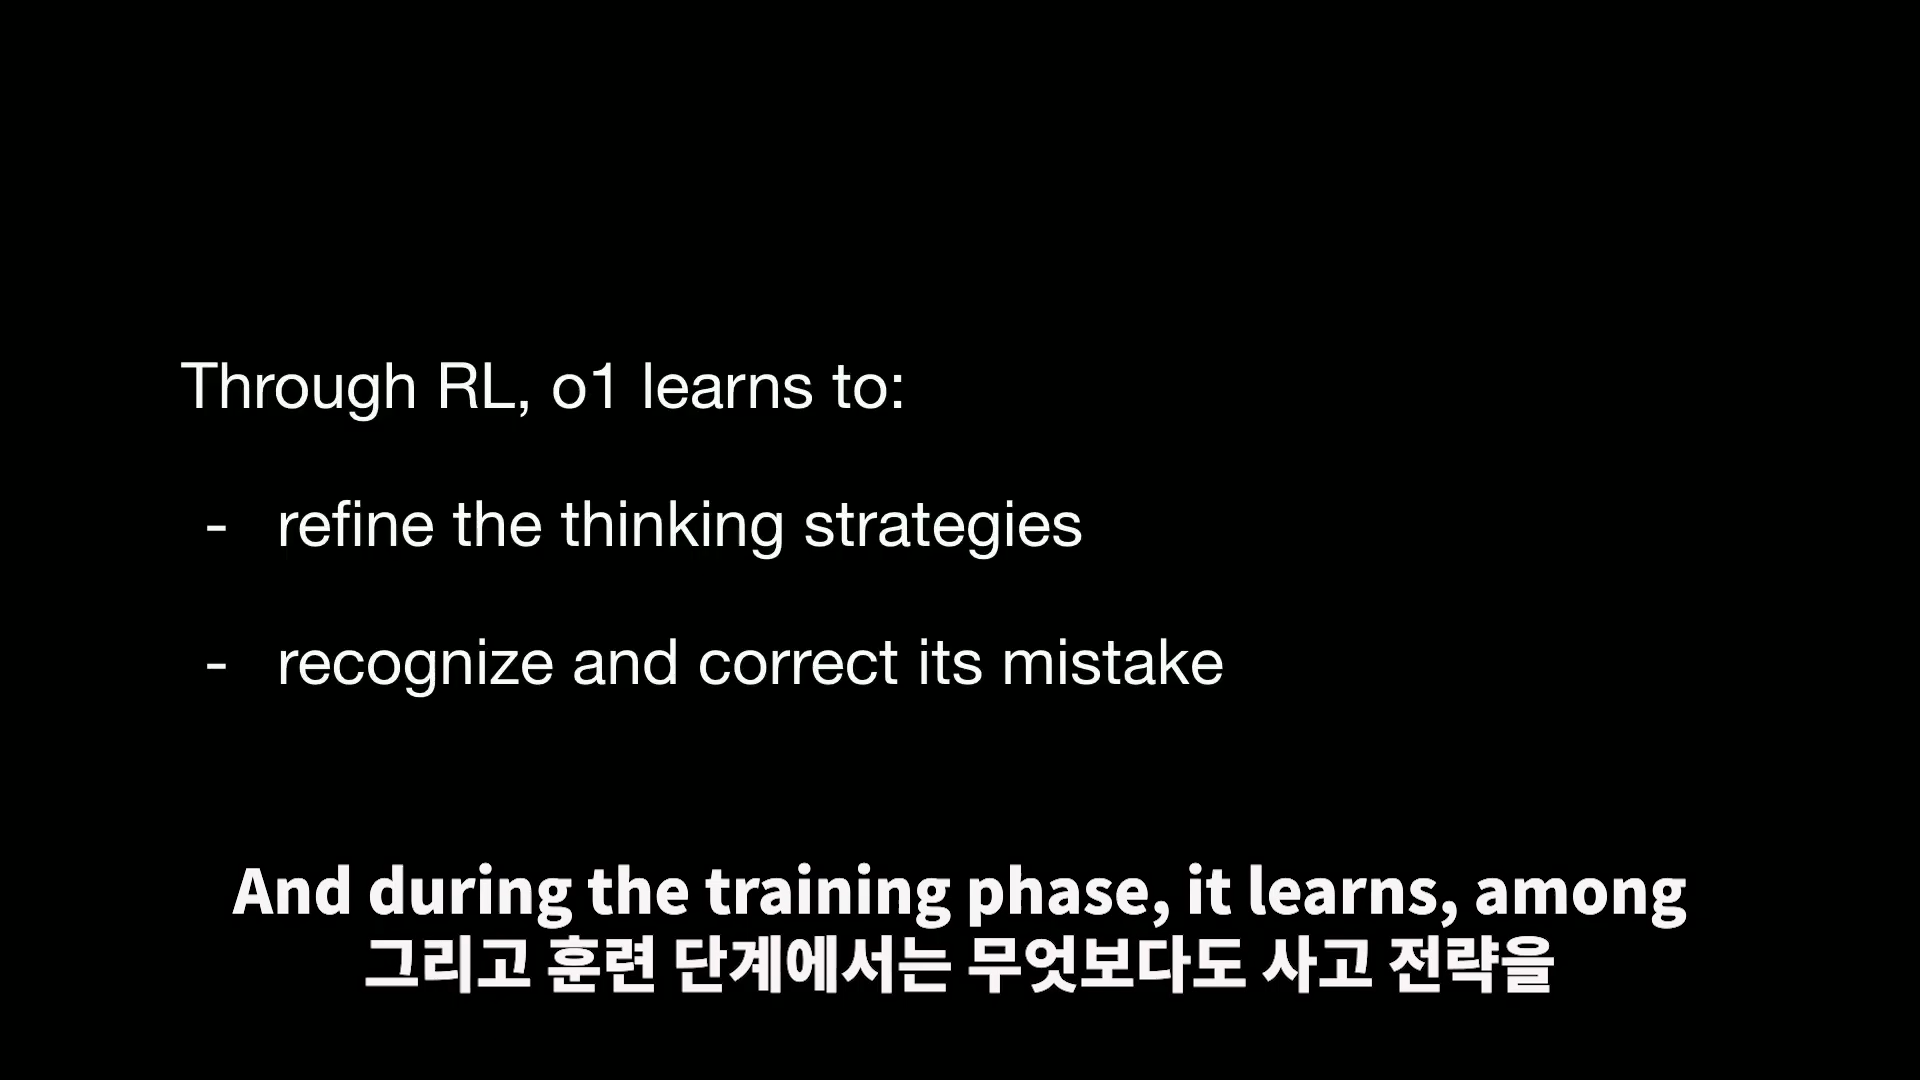 Through RL, o1 learns to:
- refine the thinking strategies
- recognize and correct its mistake
And during the training phase, it learns, among
그리고 훈련 단계에서는 무엇보다도 사고 전략을